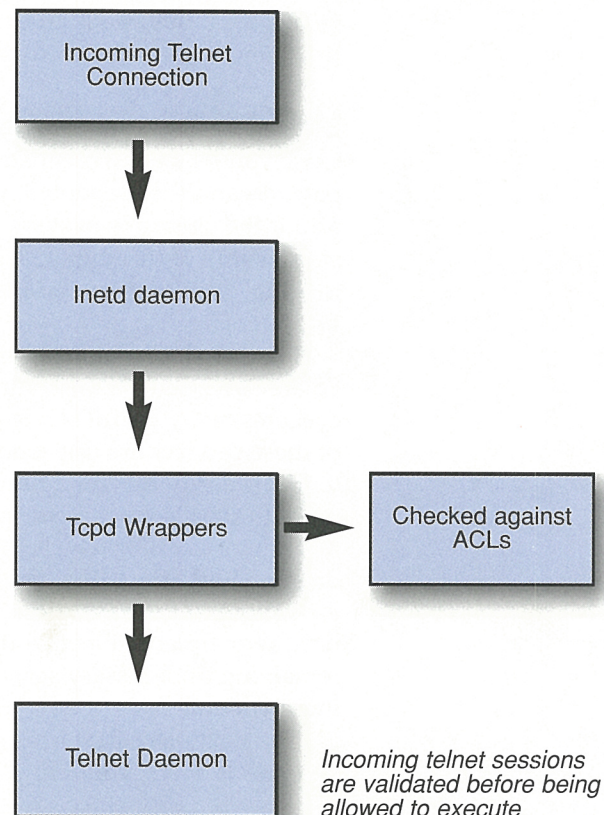 Incoming Telnet
Connection
Inetd daemon
Tcpd Wrappers
Checked against
ACLs
Telnet Daemon
Incoming telnet sessions
are validated before being
allowed to execute